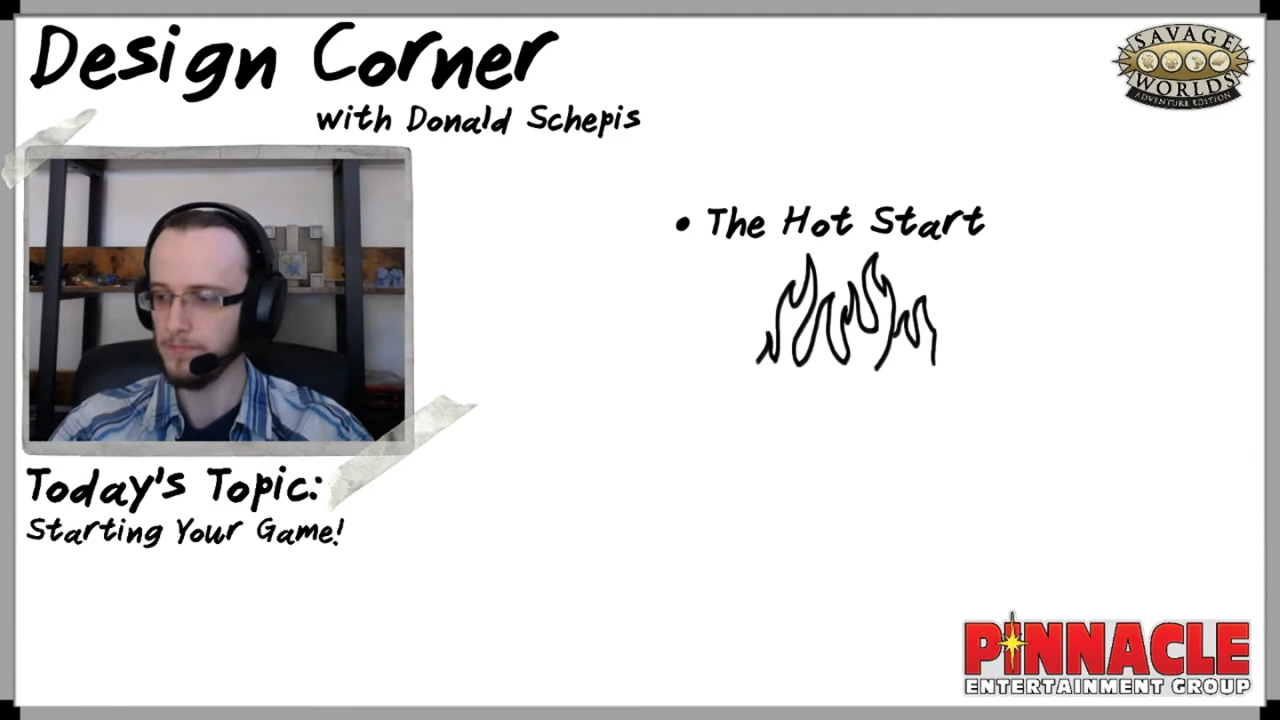 Design Corner
with Donald Schepis
SAVAGE
WORLDS
ADVENTURE EDITION
• The Hot Start
Today's Topic:
Starting Your Game!
PINNACLE
ENTERTAINMENT GROUP